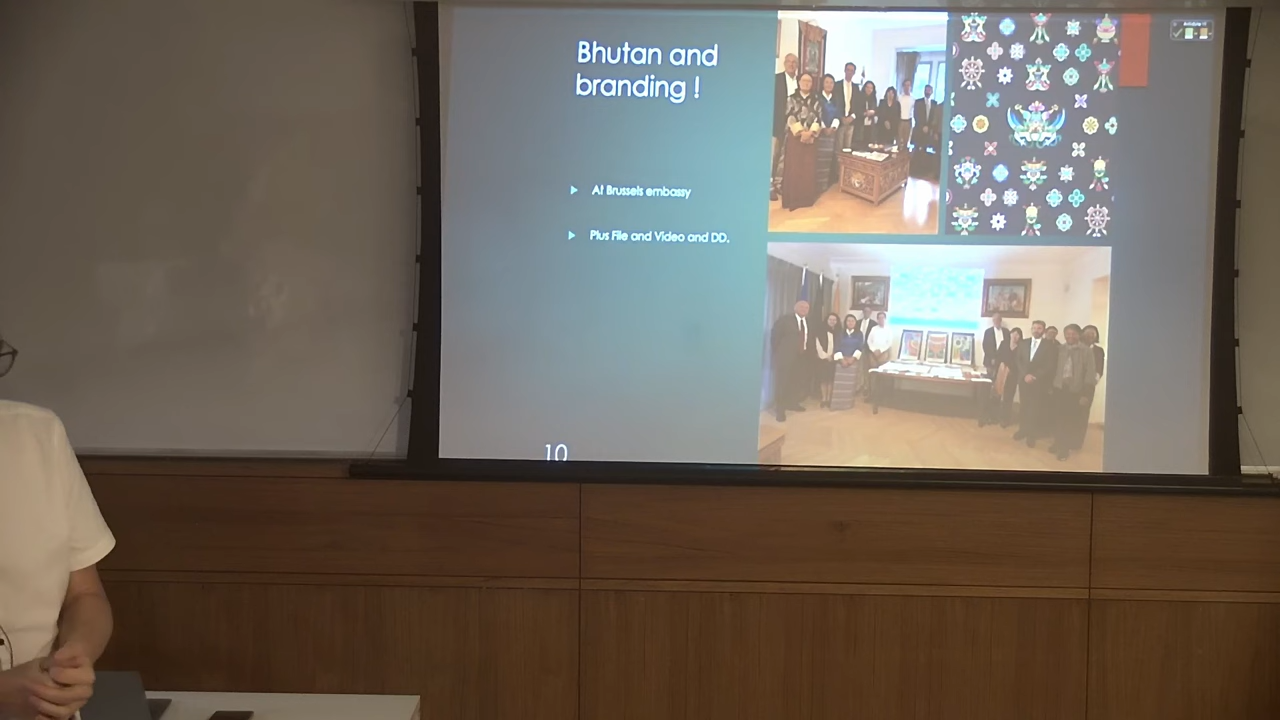 Bhutan and
branding !
At Brussels embassy
Plus File and Video and DD.
10